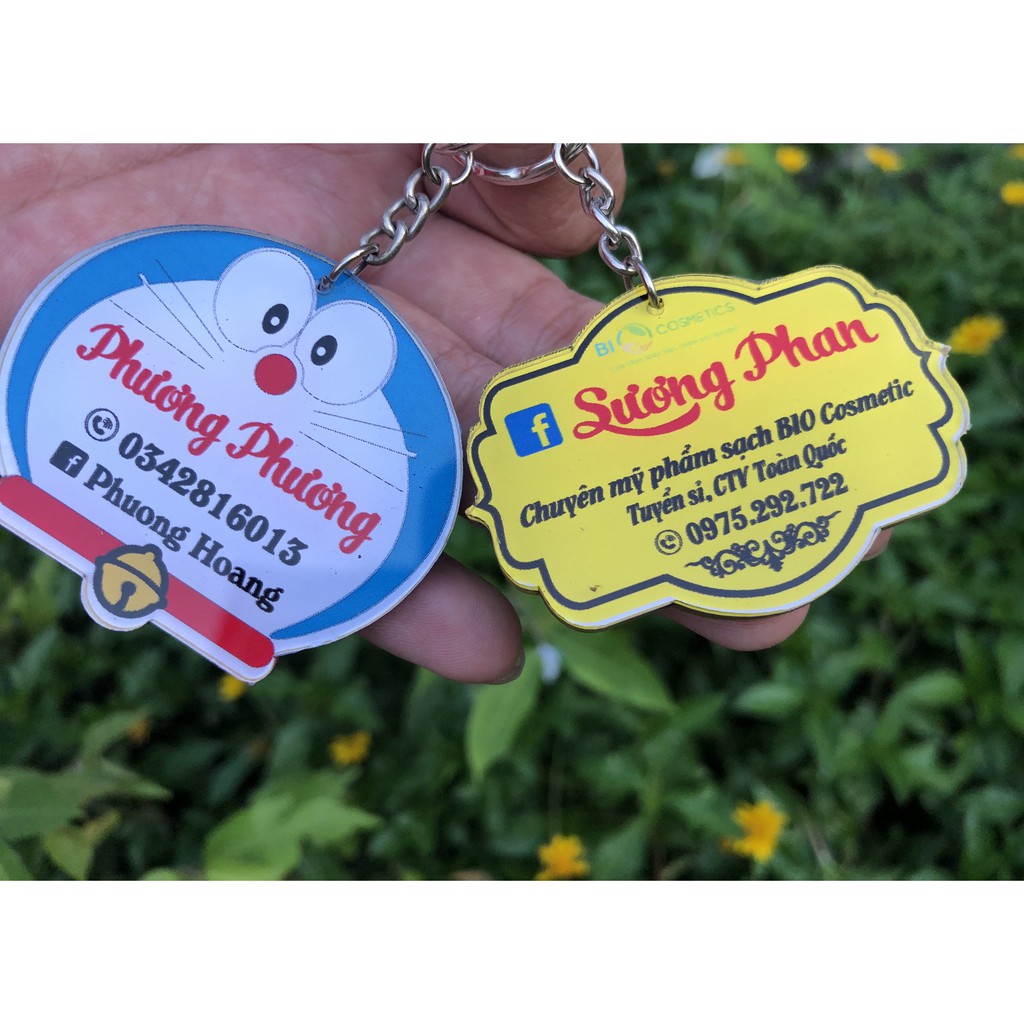 Phương Phương
0342816013
Phuong Hoang
BIO COSMETICS
Sương Phan
Chuyên mỹ phẩm sạch BIO Cosmetic
Tuyển sỉ, CTV Toàn Quốc
0975.292.722